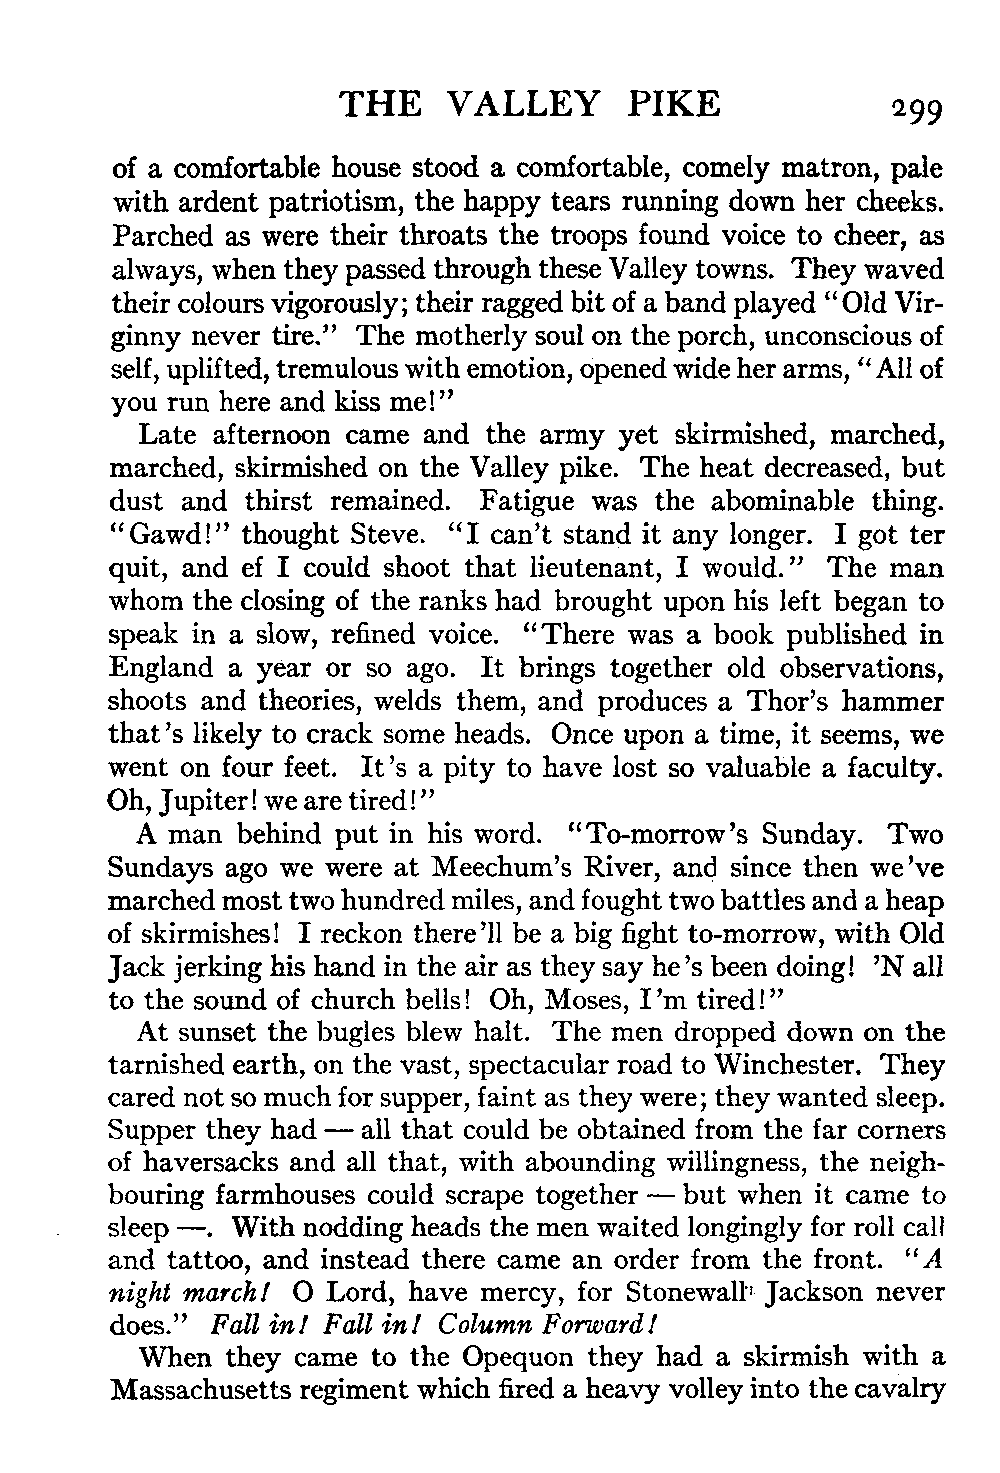 THE VALLEY PIKE 299
of a comfortable house stood a comfortable, comely matron, pale
with ardent patriotism, the happy tears running down her cheeks.
Parched as were their throats the troops found voice to cheer, as
always, when they passed through these Valley towns. They waved
their colours vigorously; their ragged bit of a band played “Old Vir-
ginny never tire.” The motherly soul on the porch, unconscious of
self, uplifted, tremulous with emotion, opened wide her arms, “All of
you run here and kiss me!”
Late afternoon came and the army yet skirmished, marched,
marched, skirmished on the Valley pike. The heat decreased, but
dust and thirst remained. Fatigue was the abominable thing.
“Gawd!” thought Steve. “I can’t stand it any longer. I got ter
quit, and ef I could shoot that lieutenant, I would.” The man
whom the closing of the ranks had brought upon his left began to
speak in a slow, refined voice. “There was a book published in
England a year or so ago. It brings together old observations,
shoots and theories, welds them, and produces a Thor’s hammer
that’s likely to crack some heads. Once upon a time, it seems, we
went on four feet. It’s a pity to have lost so valuable a faculty.
Oh, Jupiter! we are tired!”
A man behind put in his word. “To-morrow’s Sunday. Two
Sundays ago we were at Meechum’s River, and since then we’ve
marched most two hundred miles, and fought two battles and a heap
of skirmishes! I reckon there’ll be a big fight to-morrow, with Old
Jack jerking his hand in the air as they say he’s been doing! ’N all
to the sound of church bells! Oh, Moses, I’m tired!”
At sunset the bugles blew halt. The men dropped down on the
tarnished earth, on the vast, spectacular road to Winchester. They
cared not so much for supper, faint as they were; they wanted sleep.
Supper they had — all that could be obtained from the far corners
of haversacks and all that, with abounding willingness, the neigh-
bouring farmhouses could scrape together — but when it came to
sleep —. With nodding heads the men waited longingly for roll call
and tattoo, and instead there came an order from the front. “A
night march! O Lord, have mercy, for Stonewall Jackson never
does.” Fall in! Fall in! Column Forward!
When they came to the Opequon they had a skirmish with a
Massachusetts regiment which fired a heavy volley into the cavalry